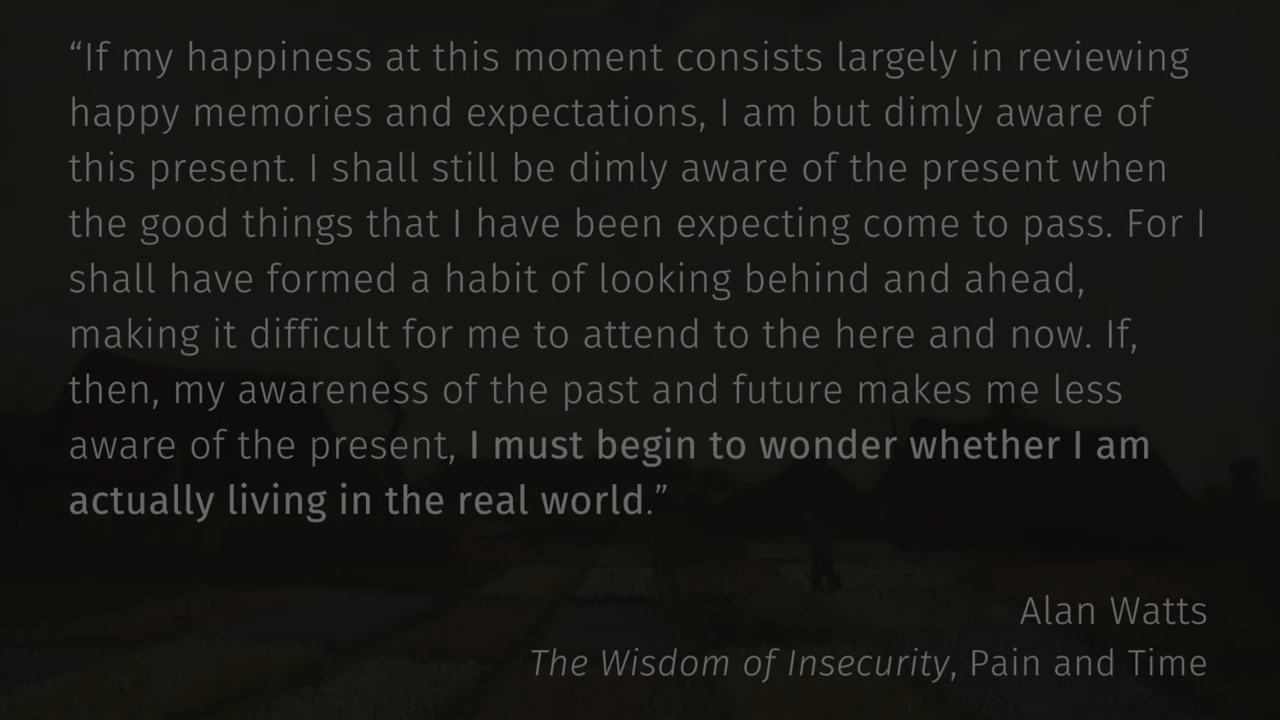 “If my happiness at this moment consists largely in reviewing
happy memories and expectations, I am but dimly aware of
this present. I shall still be dimly aware of the present when
the good things that I have been expecting come to pass. For I
shall have formed a habit of looking behind and ahead,
making it difficult for me to attend to the here and now. If,
then, my awareness of the past and future makes me less
aware of the present, I must begin to wonder whether I am
actually living in the real world.”
Alan Watts
The Wisdom of Insecurity, Pain and Time